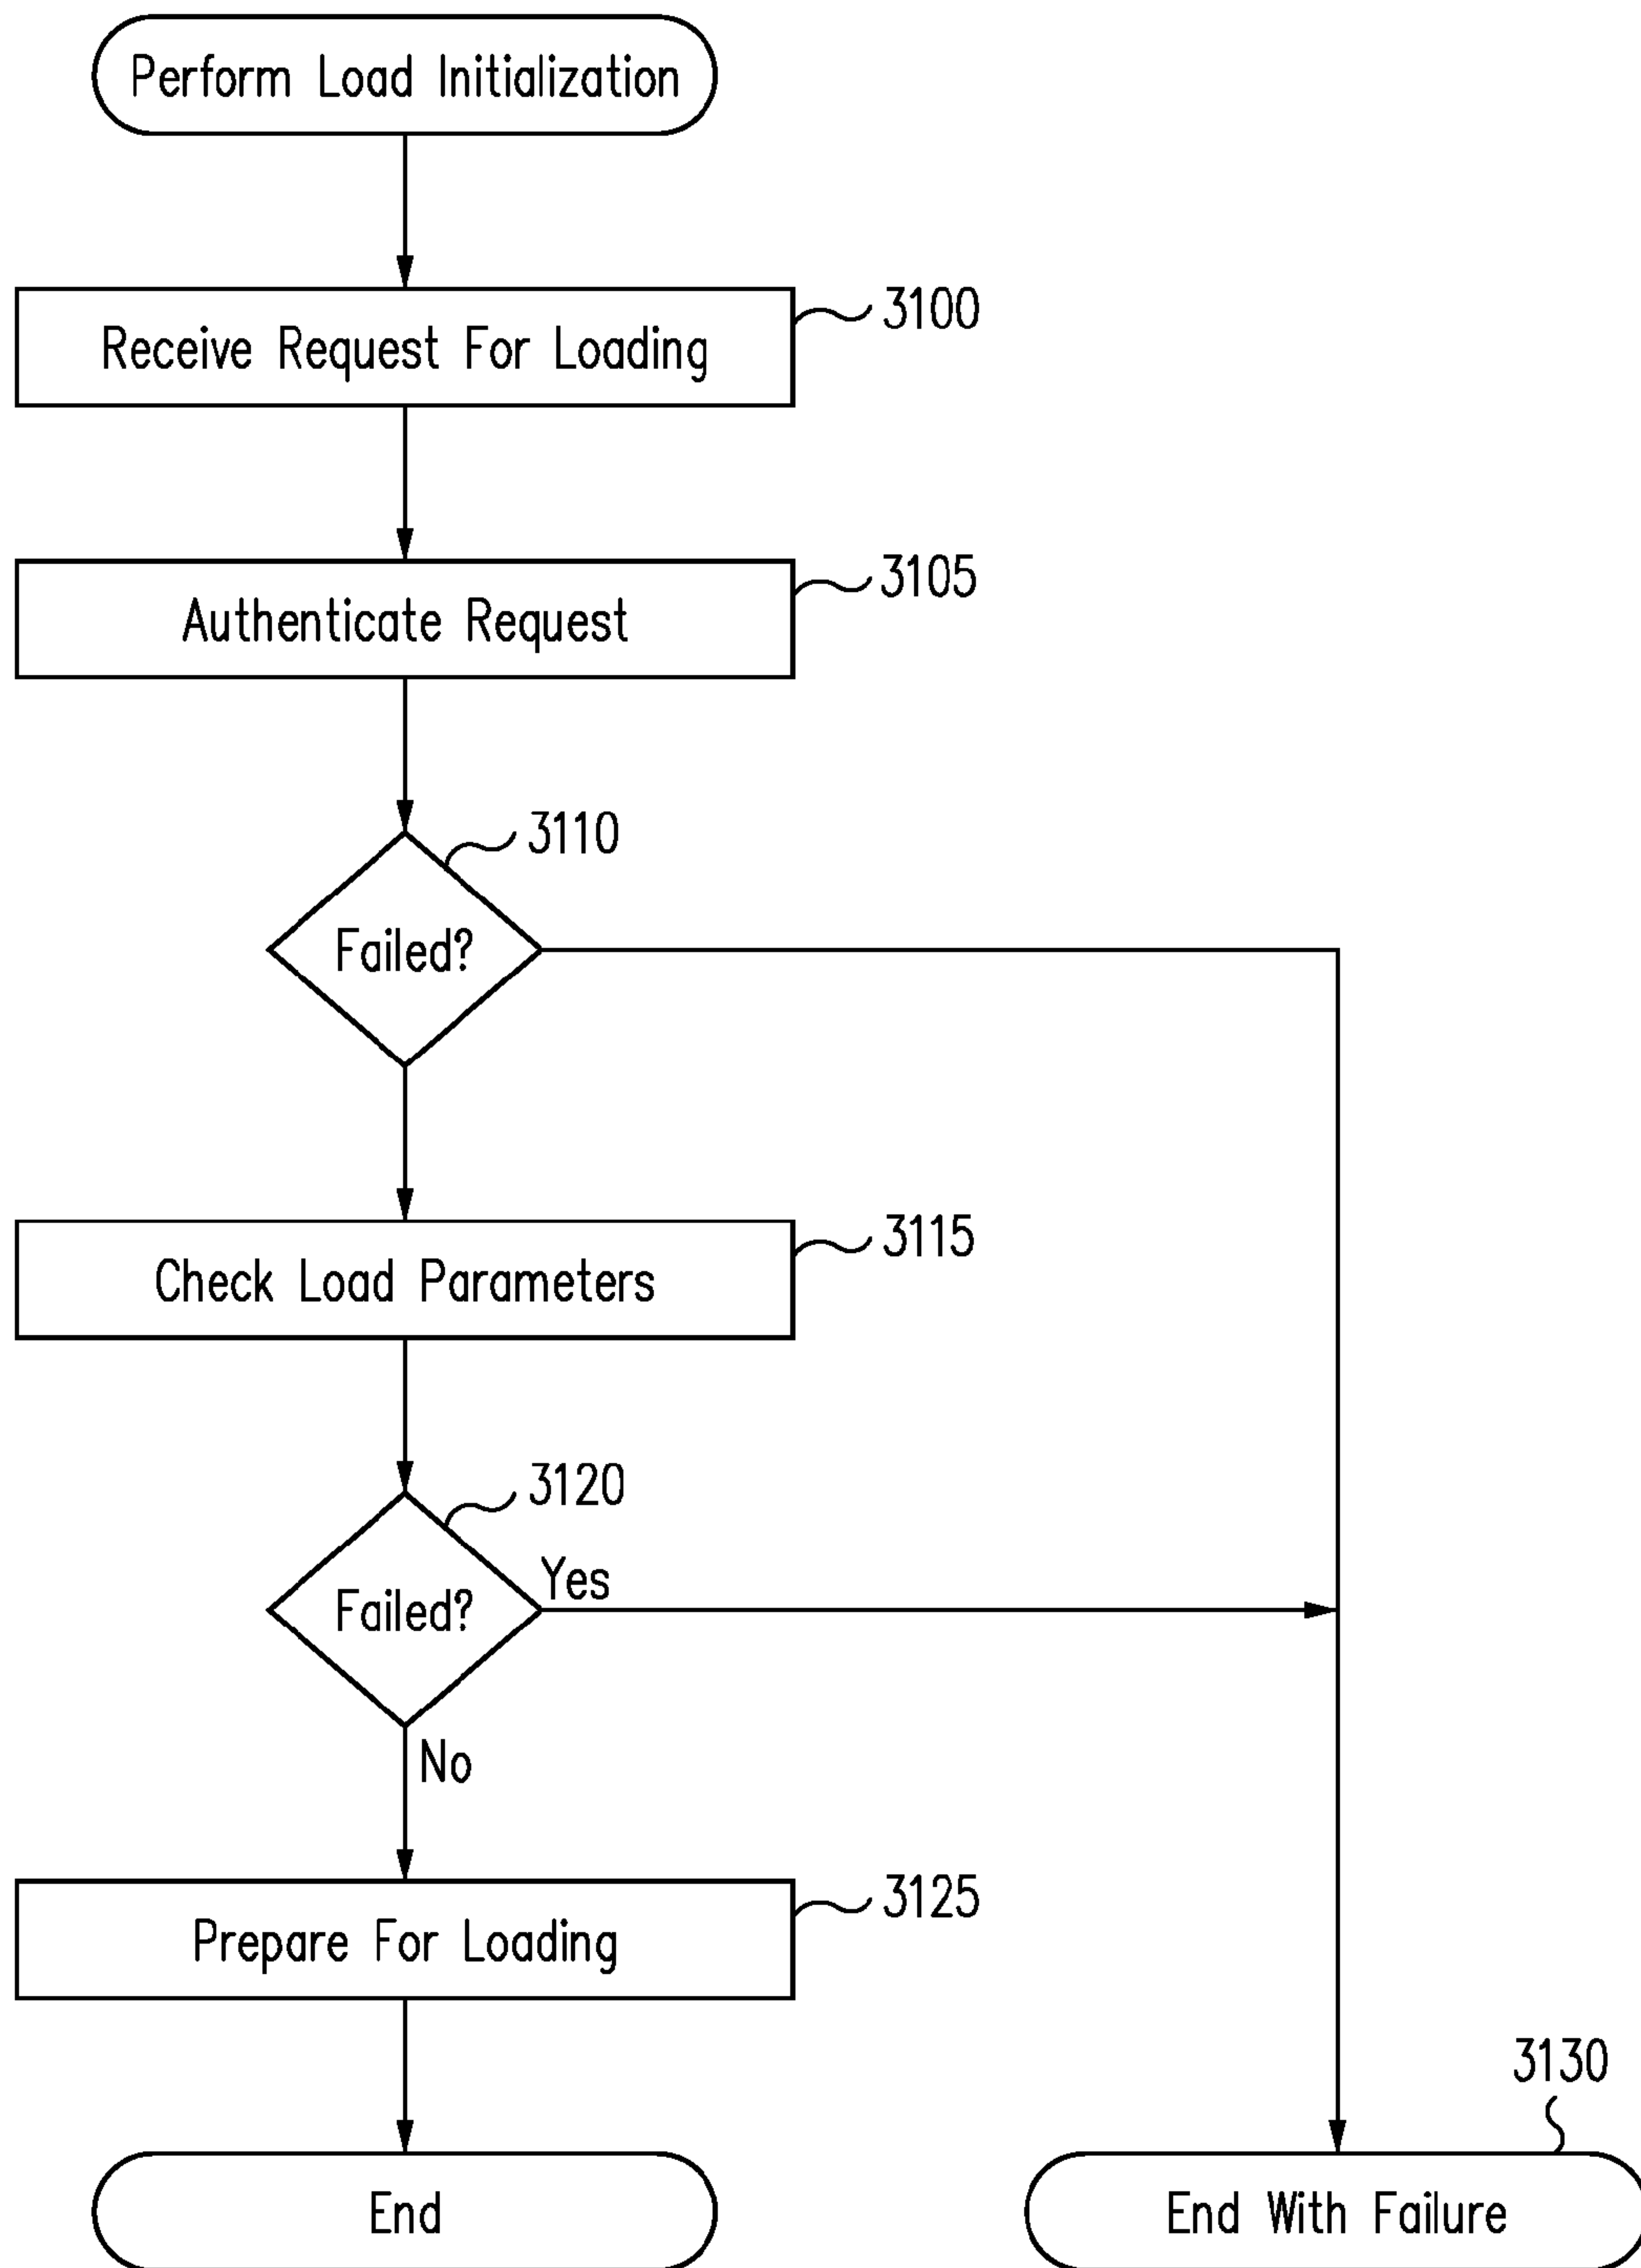 Perform Load Initialization
Receive Request For Loading
3100
Authenticate Request
3105
3110
Failed?
Check Load Parameters
3115
3120
Failed?
Yes
No
Prepare For Loading
3125
3130
End
End With Failure